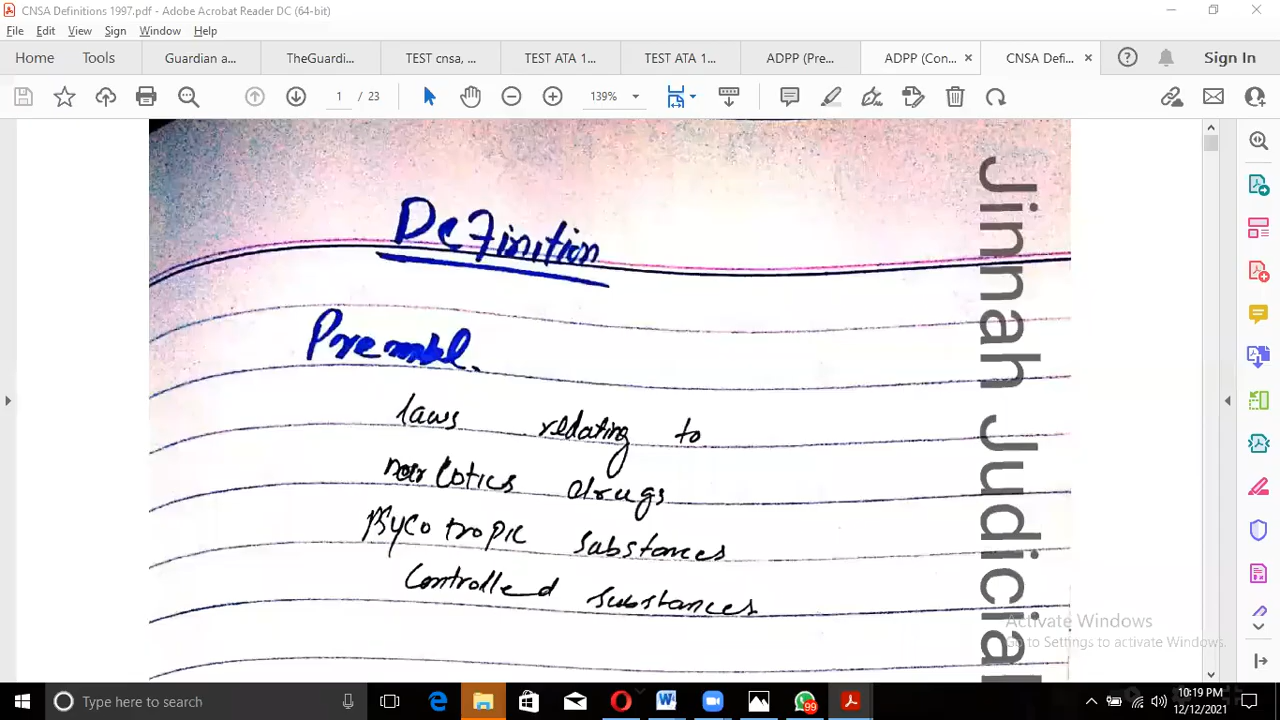 CNSA Definitions 1997.pdf - Adobe Acrobat Reader DC (64-bit)
File Edit View Sign Window Help
Home Tools Guardian a... TheGuardi... TEST cnsa, ... TEST ATA 1... TEST ATA 1... ADPP (Pre... ADPP (Con... CNSA Defi... Sign In
1 / 23 139%
Definition
Prembl.
laws relating to
narcotics drugs
Psycotropic substances
Controlled substances
Jinnah Judicial
Activate Windows
Go to Settings to activate Windows.
Type here to search
99
10:19 PM
12/12/2021